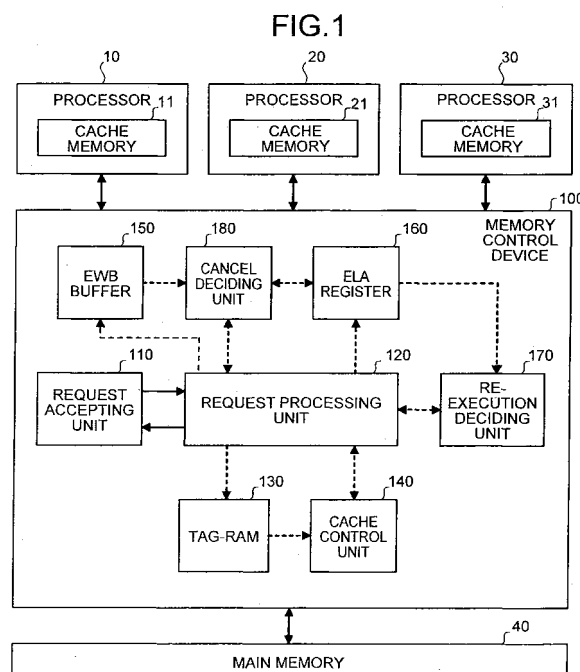 FIG.1
10
20
30
PROCESSOR
11
CACHE
MEMORY
PROCESSOR
21
CACHE
MEMORY
PROCESSOR
31
CACHE
MEMORY
100
MEMORY
CONTROL
DEVICE
150
EWB
BUFFER
180
CANCEL
DECIDING
UNIT
160
ELA
REGISTER
110
REQUEST
ACCEPTING
UNIT
120
REQUEST PROCESSING
UNIT
170
RE-
EXECUTION
DECIDING
UNIT
130
TAG-RAM
140
CACHE
CONTROL
UNIT
40
MAIN MEMORY